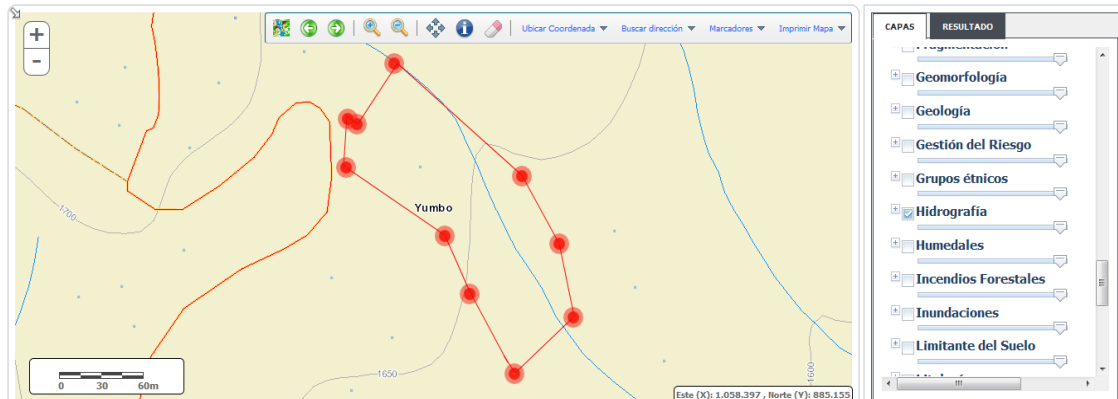 +
-
Ubicar Coordenada
Buscar dirección
Marcadores
Imprimir Mapa
1700
Yumbo
1650
1600
0 30 60m
Este (X): 1.058.397 , Norte (Y): 885.155
CAPAS
RESULTADO
Fragmentación
Geomorfología
Geología
Gestión del Riesgo
Grupos étnicos
Hidrografía
Humedales
Incendios Forestales
Inundaciones
Limitante del Suelo